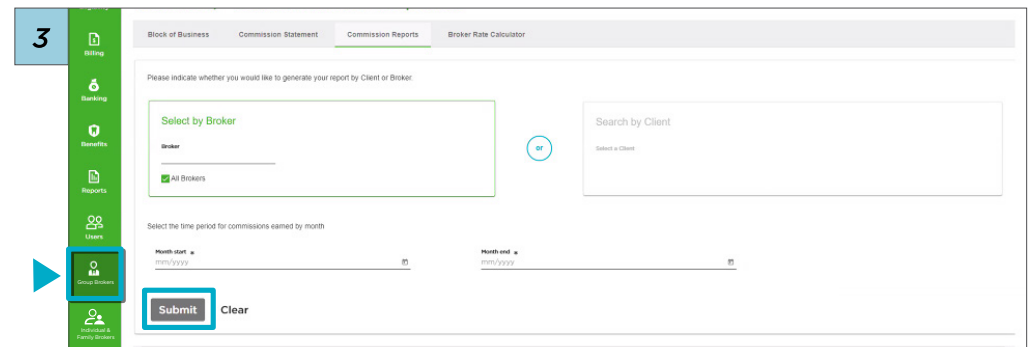 3
Billing
Banking
Benefits
Reports
Users
Group Brokers
Individual &
Family Brokers
Block of Business Commission Statement Commission Reports Broker Rate Calculator
Please indicate whether you would like to generate your report by Client or Broker.
Select by Broker
Broker
All Brokers
or
Search by Client
Select a Client
Select the time period for commissions earned by month
Month start *
mm/yyyy
Month end *
mm/yyyy
Submit Clear